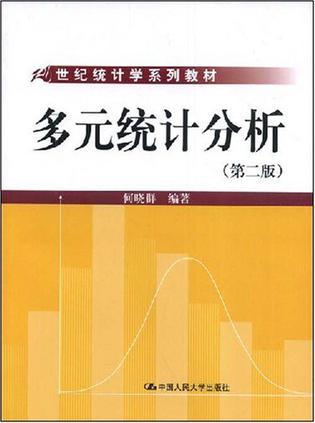 21世纪统计学系列教材
多元统计分析
(第二版)
何晓群 编著
中国人民大学出版社